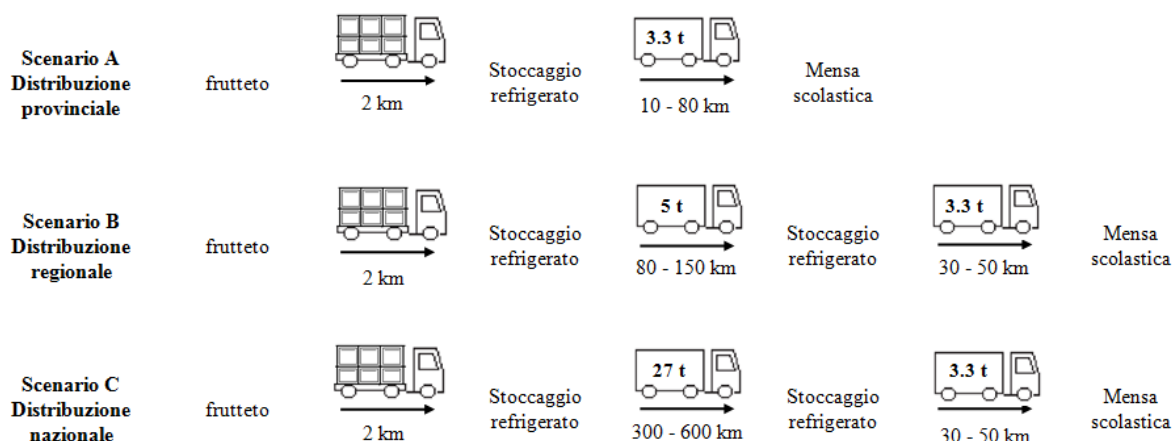 Scenario A
Distribuzione
provinciale
frutteto
2 km
Stoccaggio
refrigerato
3.3 t
10 - 80 km
Mensa
scolastica
Scenario B
Distribuzione
regionale
frutteto
2 km
Stoccaggio
refrigerato
5 t
80 - 150 km
Stoccaggio
refrigerato
3.3 t
30 - 50 km
Mensa
scolastica
Scenario C
Distribuzione
nazionale
frutteto
2 km
Stoccaggio
refrigerato
27 t
300 - 600 km
Stoccaggio
refrigerato
3.3 t
30 - 50 km
Mensa
scolastica